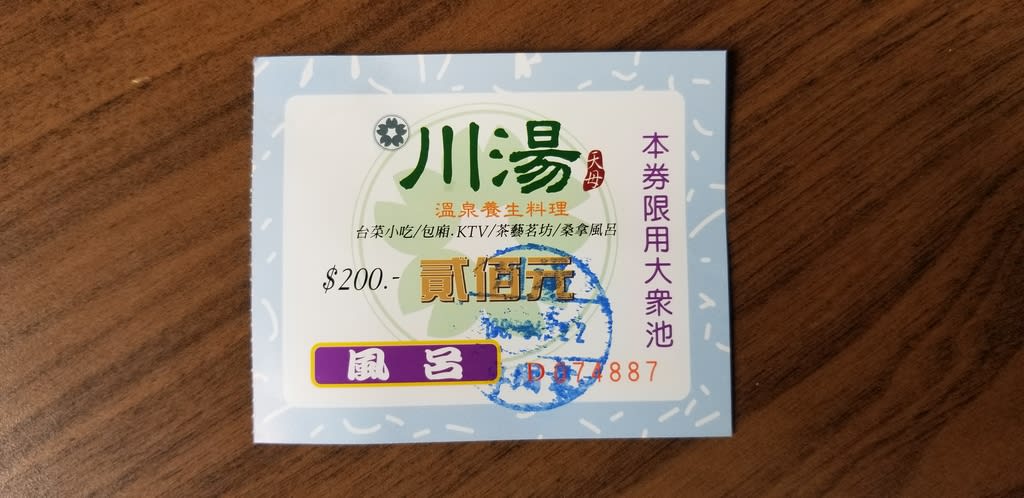 川湯
天母
溫泉養生料理
台菜小吃/包廂.KTV/茶藝茗坊/桑拿風呂
$200.- 貳佰元
風 呂
D074887
本券限用大衆池